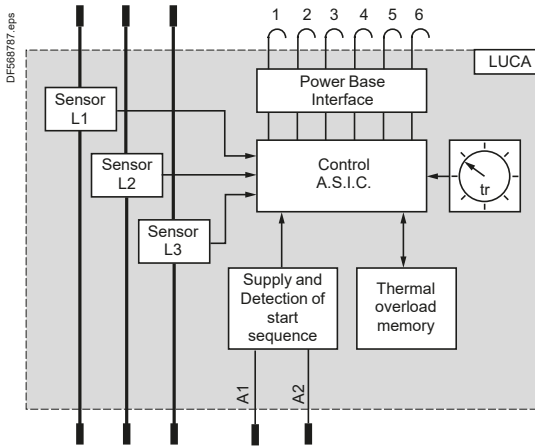 DF568787.eps
1 2 3 4 5 6
LUCA
Power Base
Interface
Sensor
L1
Sensor
L2
Sensor
L3
Control
A.S.I.C.
tr
Supply and
Detection of
start
sequence
Thermal
overload
memory
A1
A2